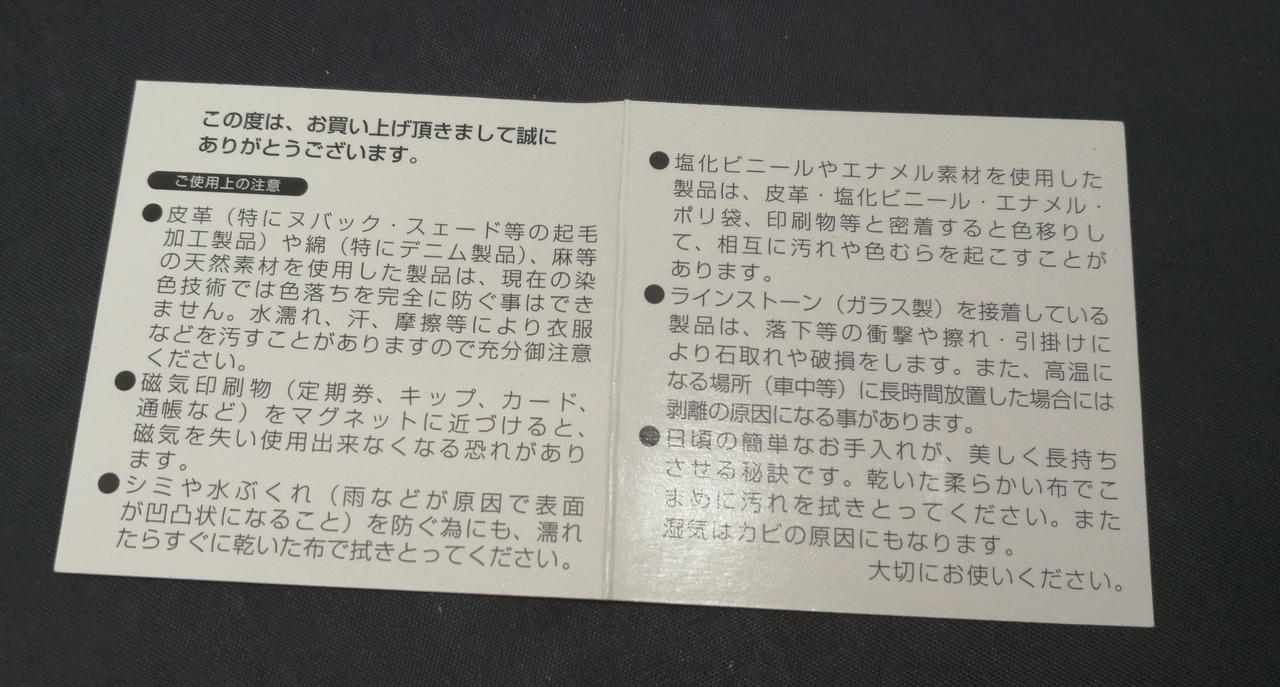 この度は、お買い上げ頂きまして誠に
ありがとうございます。
ご使用上の注意
●皮革（特にヌバック・スェード等の起毛
加工製品）や綿（特にデニム製品）、麻等
の天然素材を使用した製品は、現在の染
色技術では色落ちを完全に防ぐ事はでき
ません。水濡れ、汗、摩擦等により衣服
などを汚すことがありますので充分御注意
ください。
●磁気印刷物（定期券、キップ、カード、
通帳など）をマグネットに近づけると、
磁気を失い使用出来なくなる恐れがあり
ます。
●シミや水ぶくれ（雨などが原因で表面
が凹凸状になること）を防ぐ為にも、濡れ
たらすぐに乾いた布で拭きとってください。
●塩化ビニールやエナメル素材を使用した
製品は、皮革・塩化ビニール・エナメル・
ポリ袋、印刷物等と密着すると色移りし
て、相互に汚れや色むらを起こすことが
あります。
●ラインストーン（ガラス製）を接着している
製品は、落下等の衝撃や擦れ・引掛けに
より石取れや破損をします。また、高温に
なる場所（車中等）に長時間放置した場合には
剥離の原因になる事があります。
●日頃の簡単なお手入れが、美しく長持ち
させる秘訣です。乾いた柔らかい布でこ
まめに汚れを拭きとってください。また
湿気はカビの原因にもなります。
大切にお使いください。